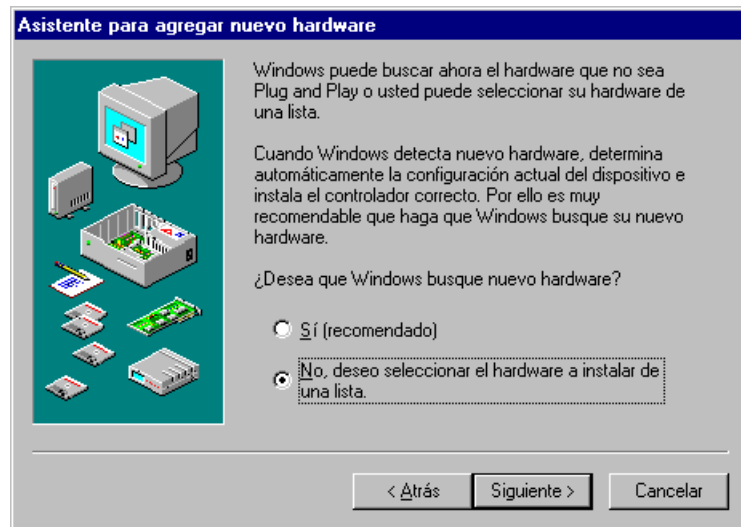 Asistente para agregar nuevo hardware
Windows puede buscar ahora el hardware que no sea
Plug and Play o usted puede seleccionar su hardware de
una lista.
Cuando Windows detecta nuevo hardware, determina
automáticamente la configuración actual del dispositivo e
instala el controlador correcto. Por ello es muy
recomendable que haga que Windows busque su nuevo
hardware.
¿Desea que Windows busque nuevo hardware?
Sí (recomendado)
No, deseo seleccionar el hardware a instalar de
una lista.
< Atrás
Siguiente >
Cancelar